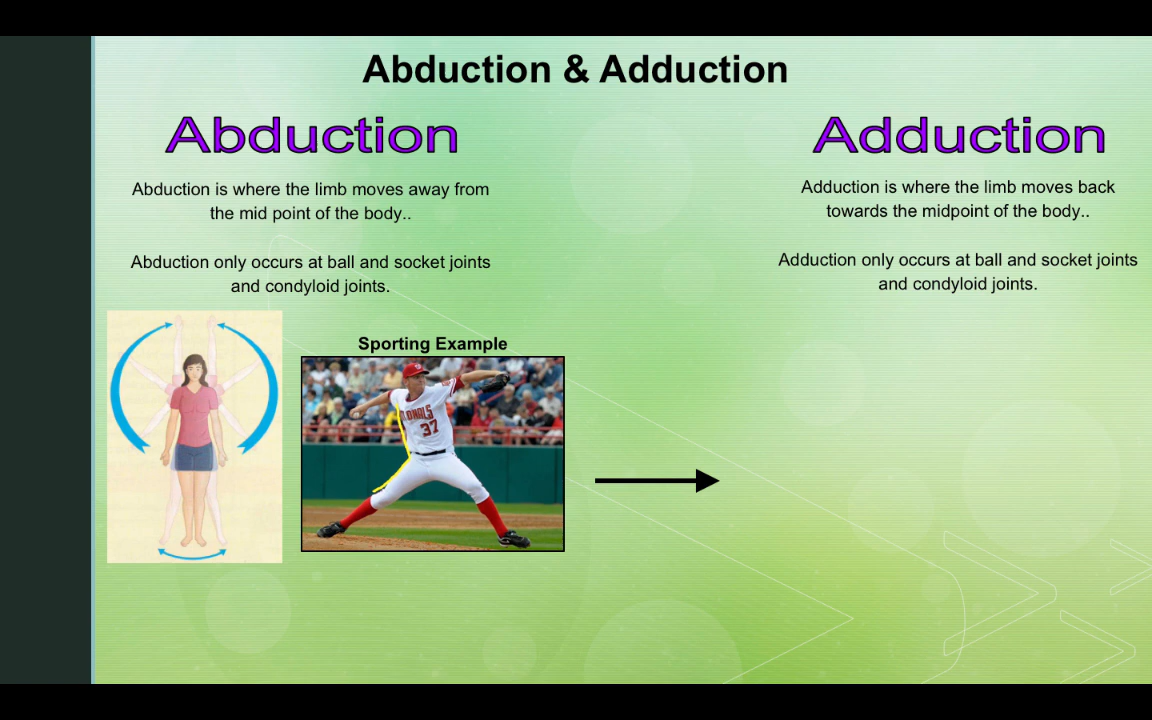 Abduction & Adduction
Abduction
Abduction is where the limb moves away from
the mid point of the body..
Abduction only occurs at ball and socket joints
and condyloid joints.
Sporting Example
ONALS
37
Adduction
Adduction is where the limb moves back
towards the midpoint of the body..
Adduction only occurs at ball and socket joints
and condyloid joints.